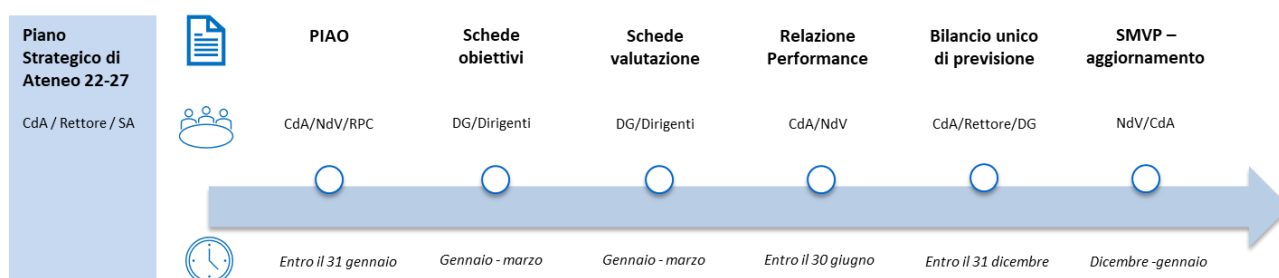 Piano
Strategico di
Ateneo 22-27
CdA / Rettore / SA
PIAO
Schede
obiettivi
Schede
valutazione
Relazione
Performance
Bilancio unico
di previsione
SMVP –
aggiornamento
CdA/NdV/RPC
DG/Dirigenti
DG/Dirigenti
CdA/NdV
CdA/Rettore/DG
NdV/CdA
Entro il 31 gennaio
Gennaio - marzo
Gennaio - marzo
Entro il 30 giugno
Entro il 31 dicembre
Dicembre -gennaio